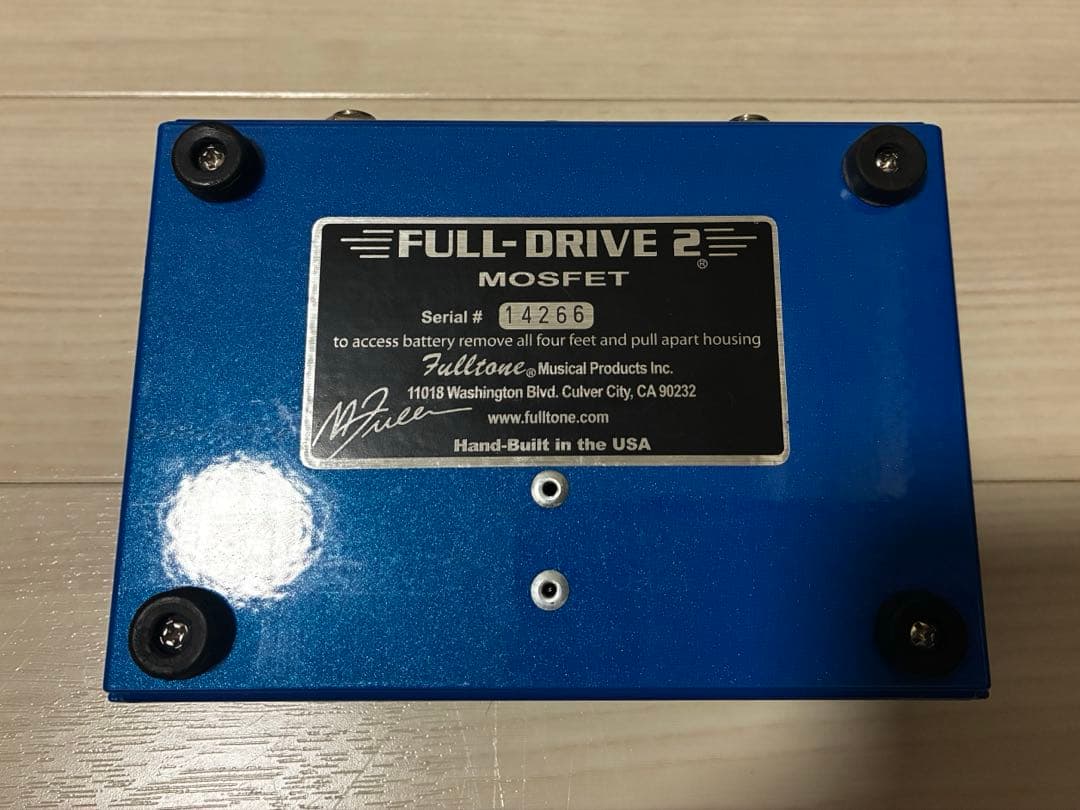 FULL-DRIVE 2®
MOSFET
Serial # 14266
to access battery remove all four feet and pull apart housing
Fulltone® Musical Products Inc.
11018 Washington Blvd. Culver City, CA 90232
M Fuller
www.fulltone.com
Hand-Built in the USA